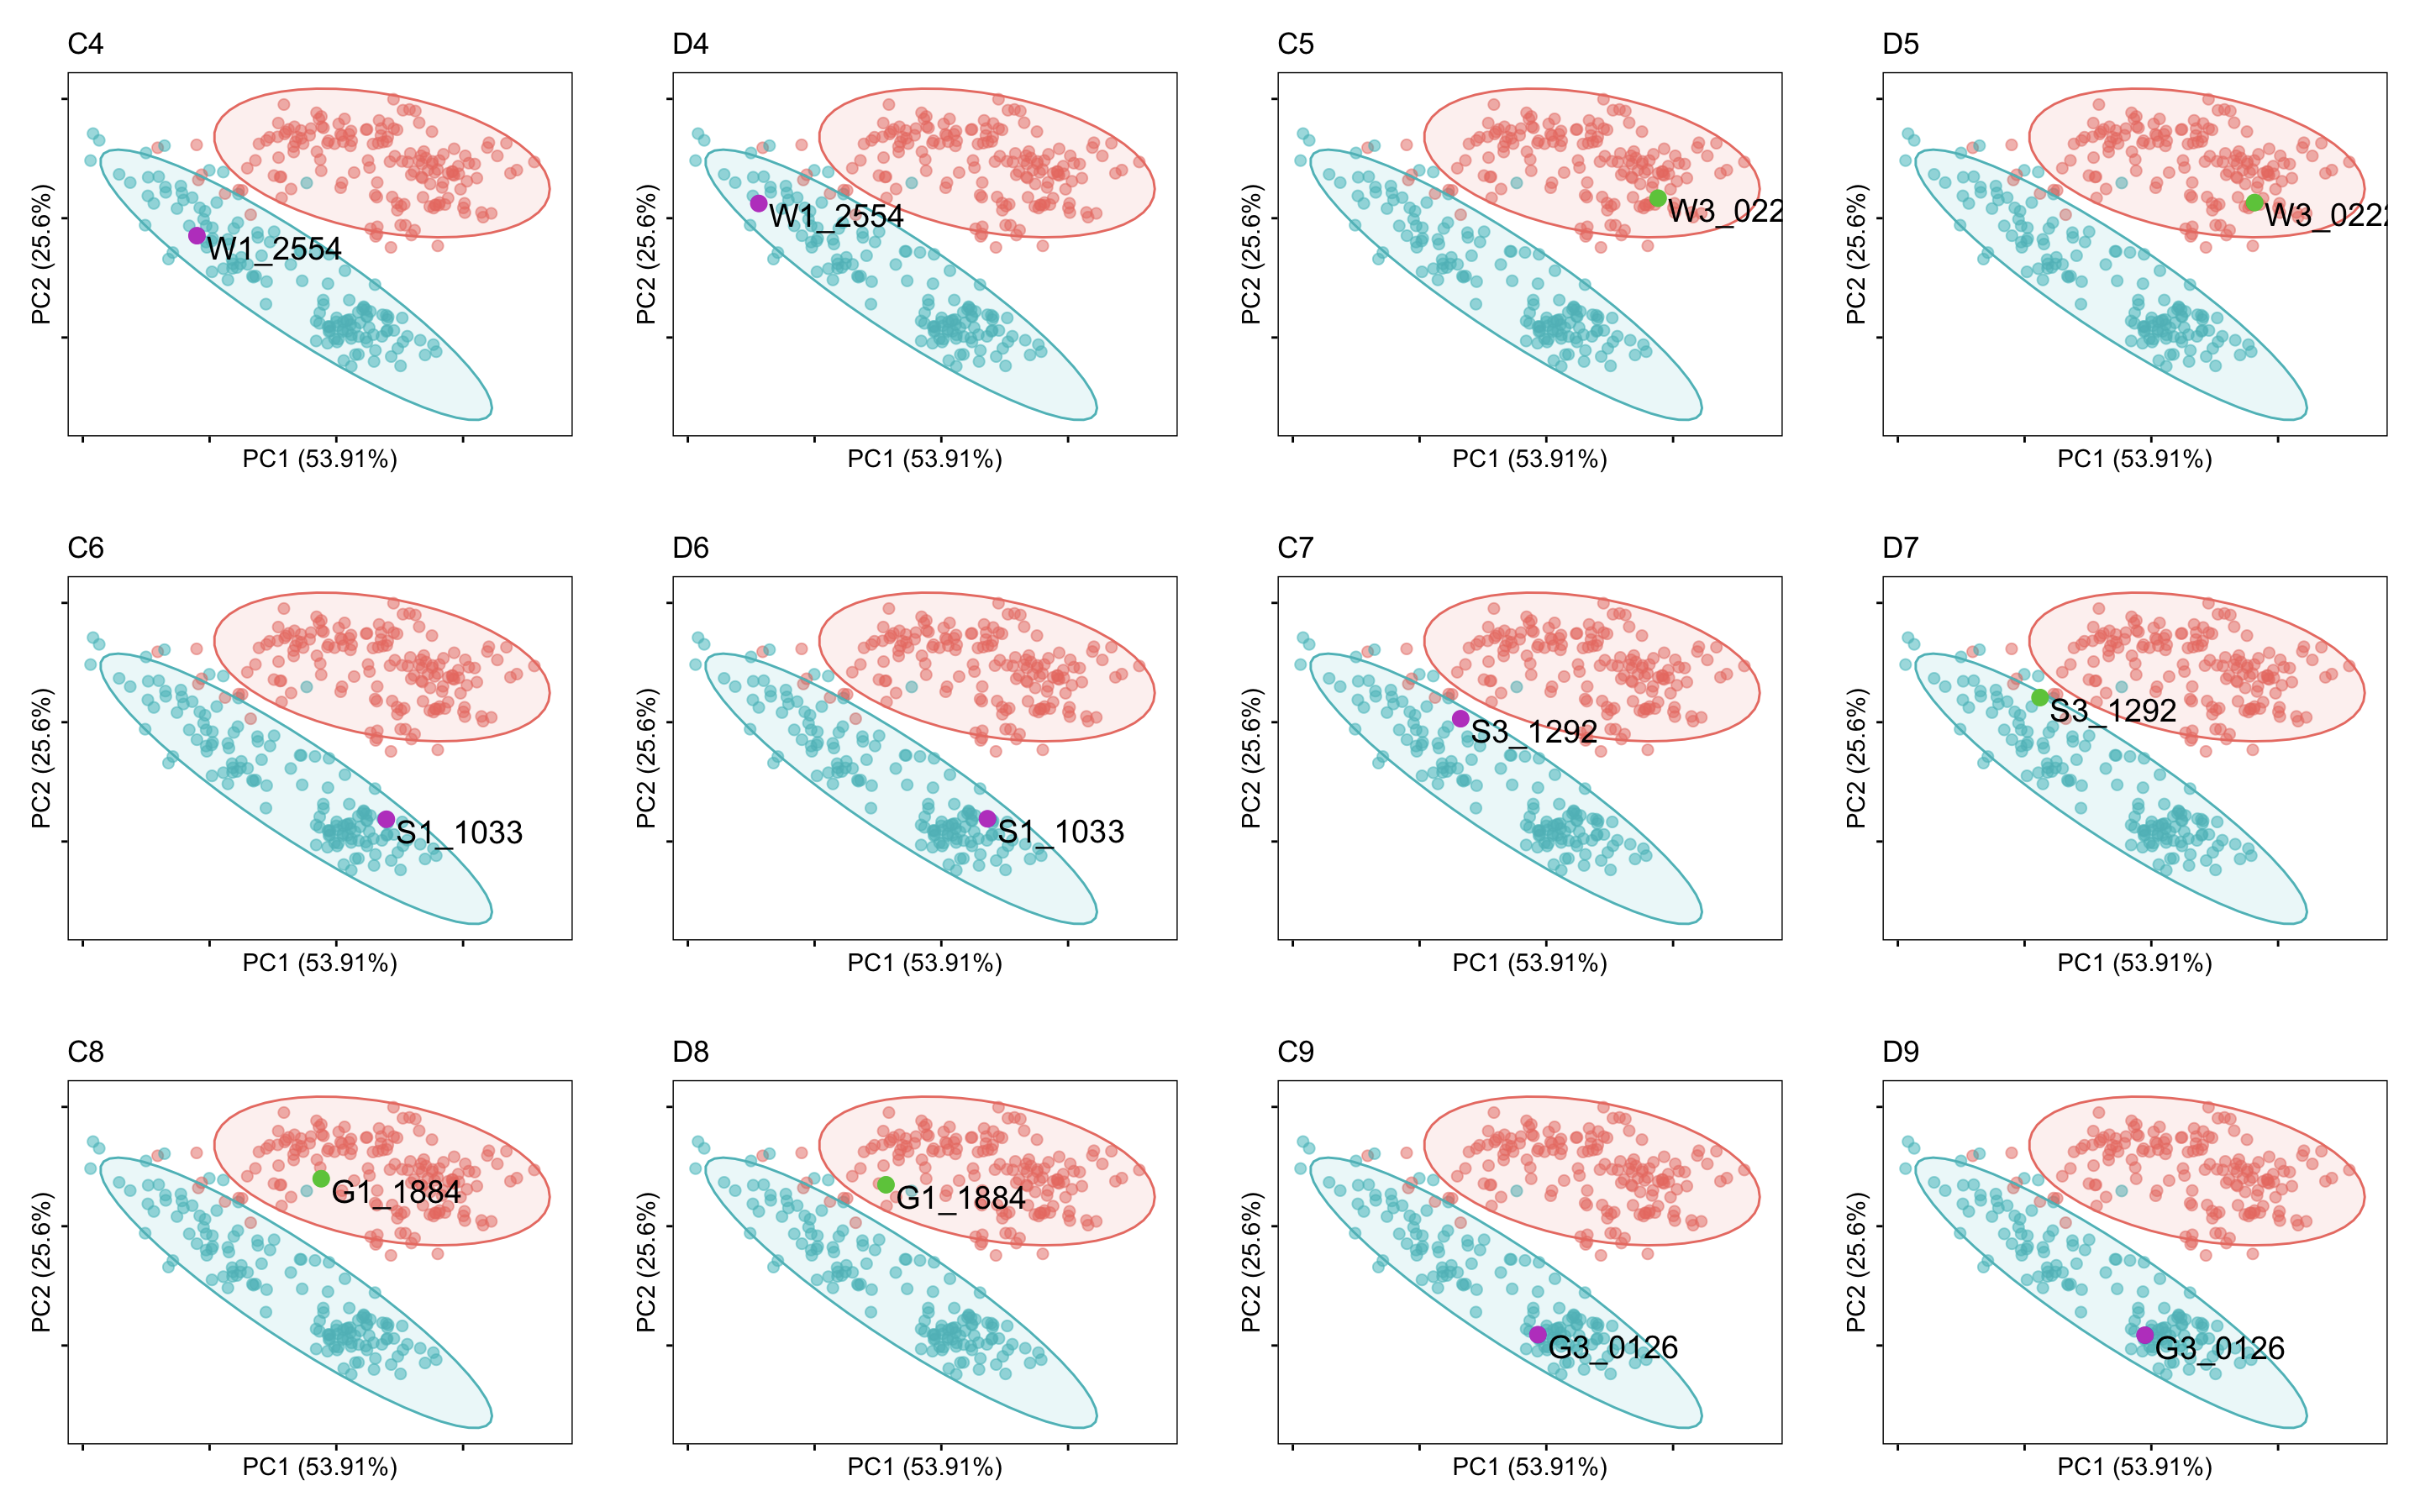 C4
D4
C5
D5
PC2 (25.6%)
W1_2554
PC1 (53.91%)
PC2 (25.6%)
W1_2554
PC1 (53.91%)
PC2 (25.6%)
W3_022
PC1 (53.91%)
PC2 (25.6%)
W3_022
PC1 (53.91%)
C6
D6
C7
D7
PC2 (25.6%)
S1_1033
PC1 (53.91%)
PC2 (25.6%)
S1_1033
PC1 (53.91%)
PC2 (25.6%)
S3_1292
PC1 (53.91%)
PC2 (25.6%)
S3_1292
PC1 (53.91%)
C8
D8
C9
D9
PC2 (25.6%)
G1_1884
PC1 (53.91%)
PC2 (25.6%)
G1_1884
PC1 (53.91%)
PC2 (25.6%)
G3_0126
PC1 (53.91%)
PC2 (25.6%)
G3_0126
PC1 (53.91%)